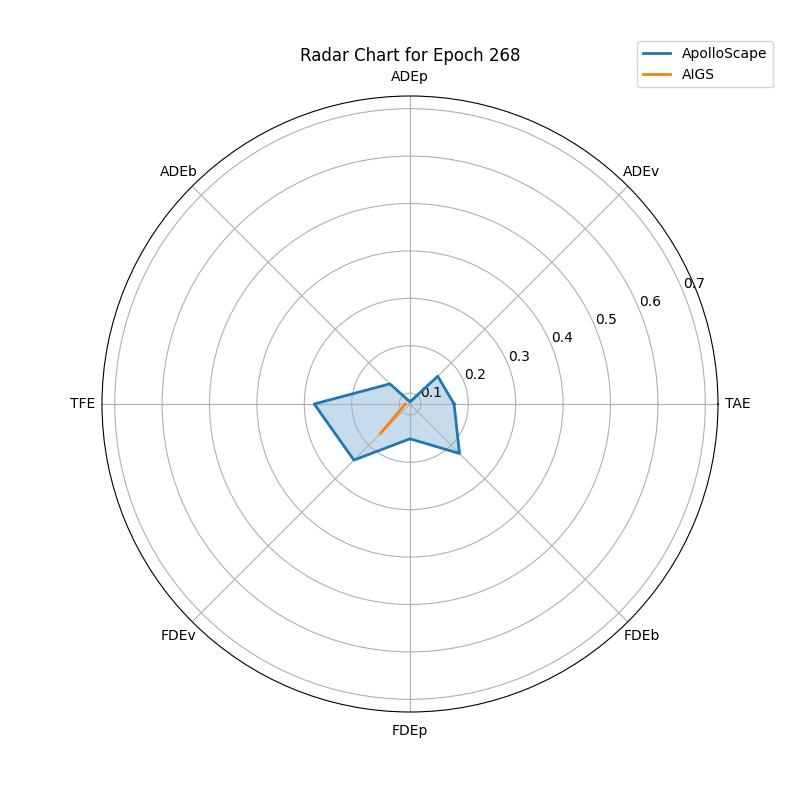 Radar Chart for Epoch 268
ApolloScape
AIGS
ADEp
ADEb
ADEv
0.7
0.6
0.5
0.4
0.3
0.2
0.1
TFE
TAE
FDEv
FDEb
FDEp